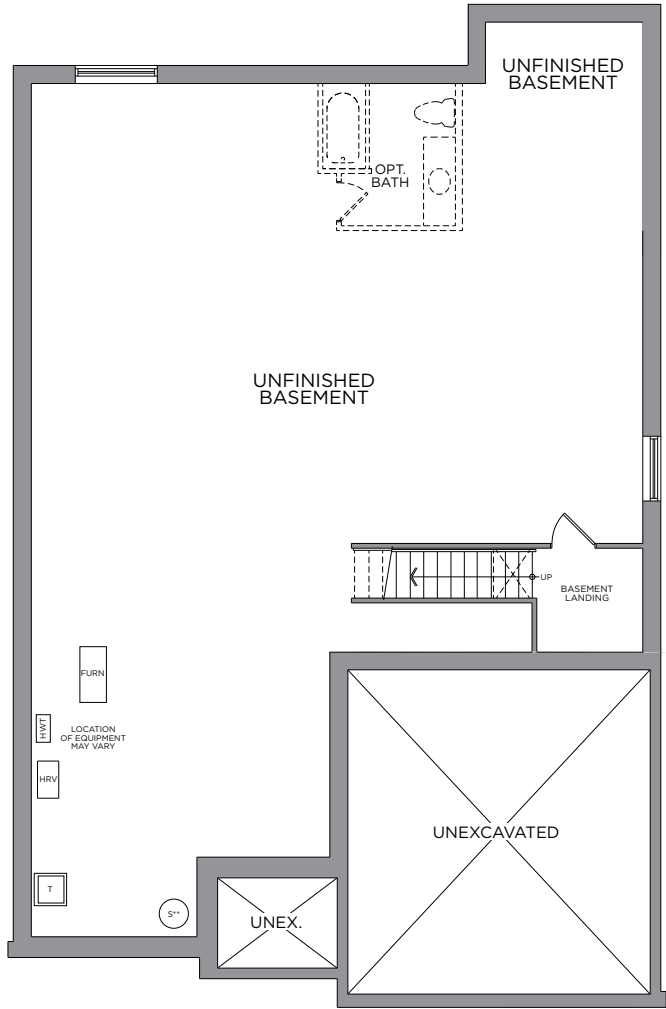 UNFINISHED
BASEMENT
OPT.
BATH
UNFINISHED
BASEMENT
UP
BASEMENT
LANDING
FURN
HWT
LOCATION
OF EQUIPMENT
MAY VARY
HRV
UNEXCAVATED
T
S**
UNEX.